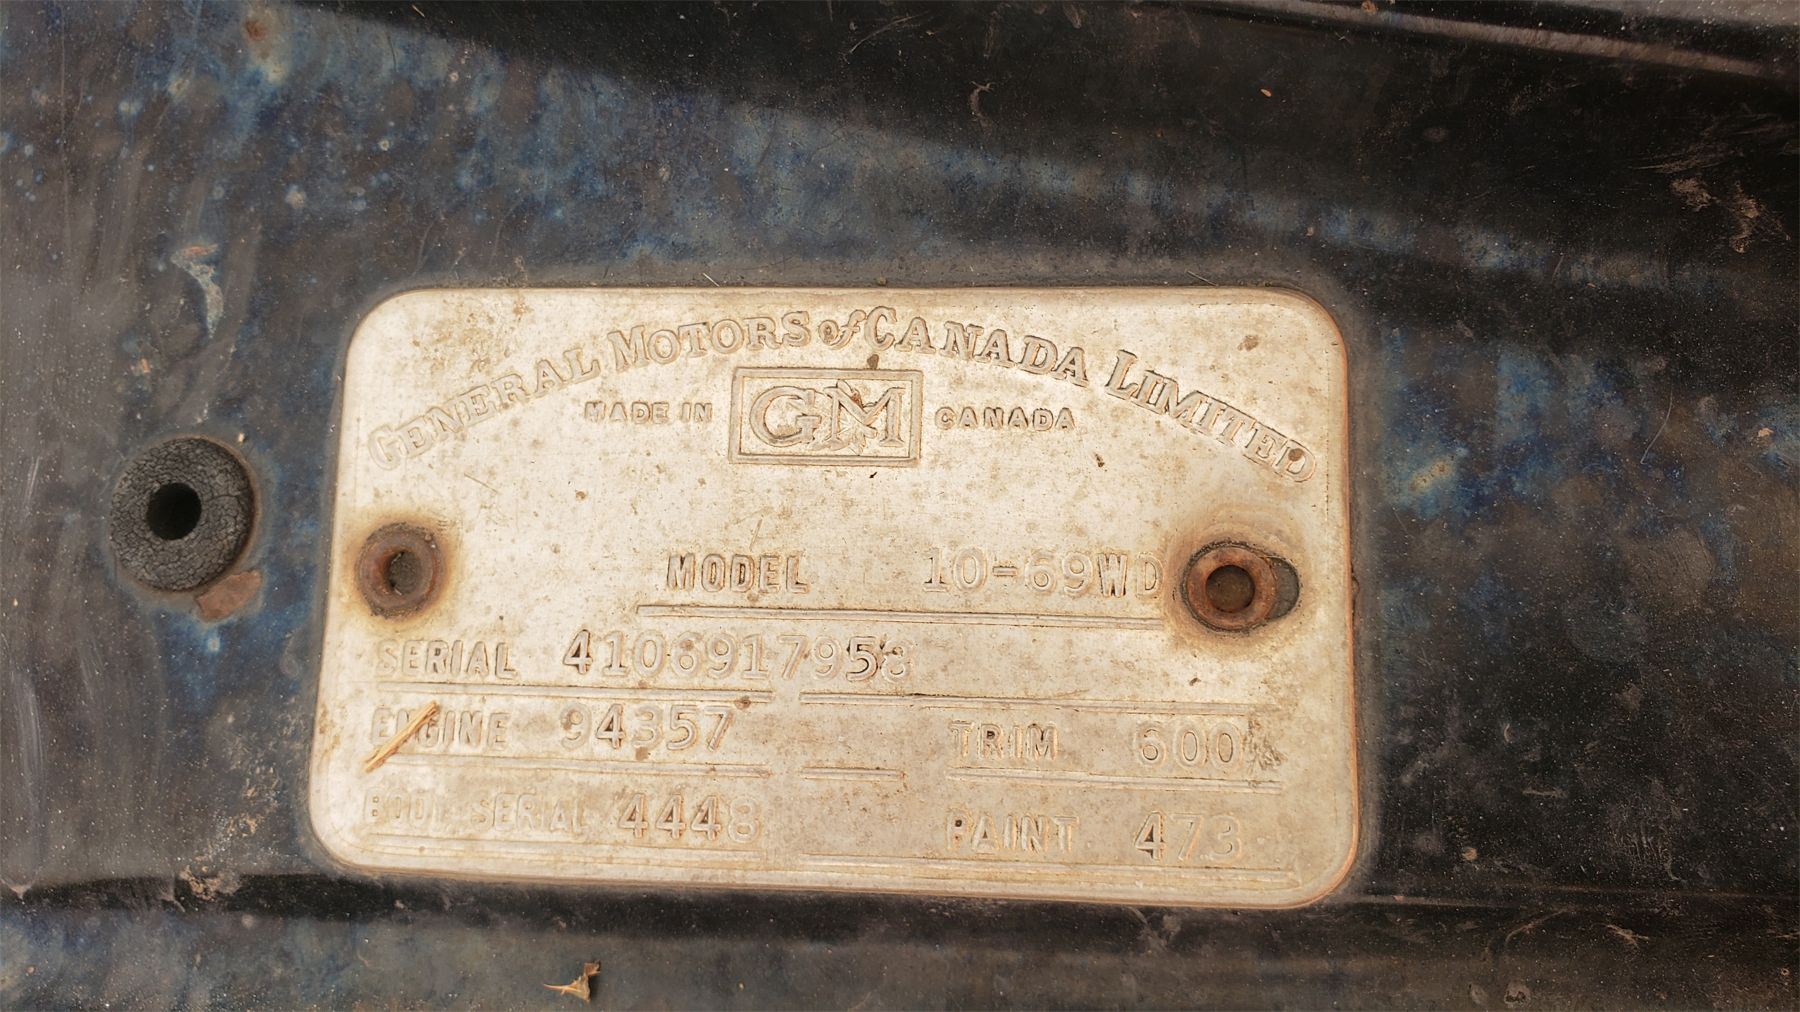 GENERAL MOTORS of CANADA LIMITED
MADE IN GM CANADA
MODEL 10-69WD
SERIAL 4106917958
ENGINE 94357 TRIM 600
BODY SERIAL 4448 PAINT 473